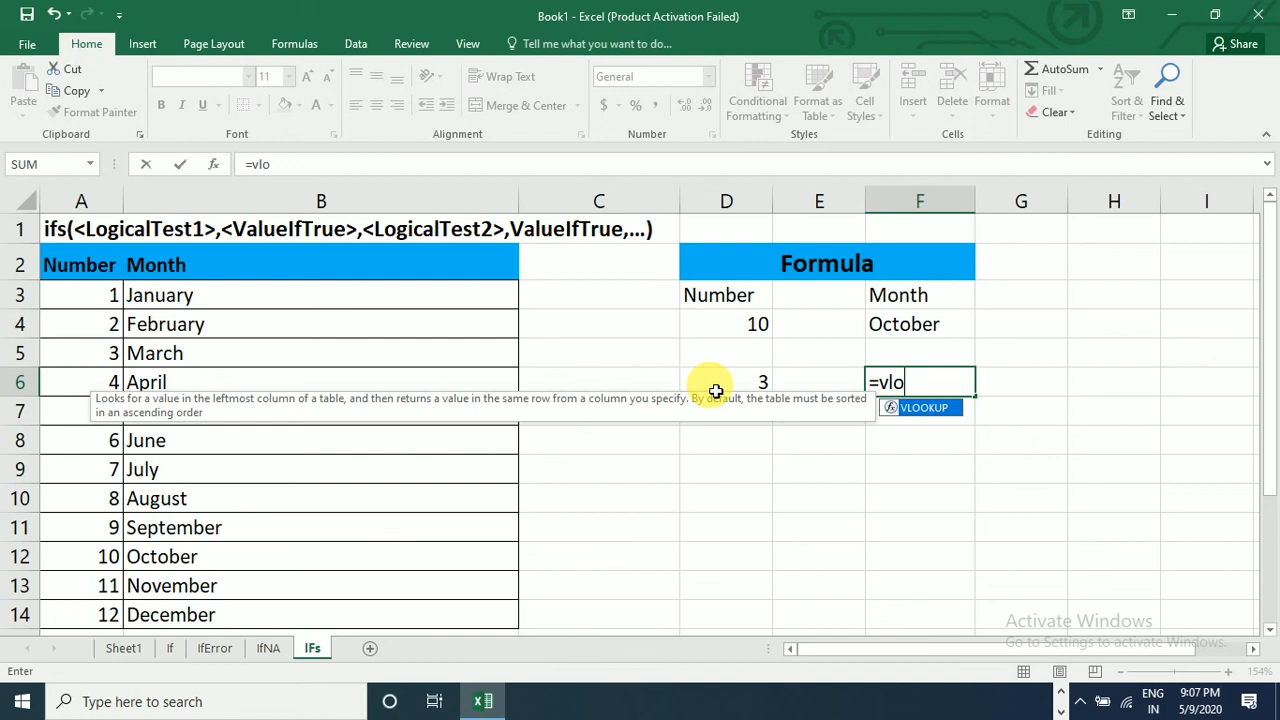 Book1 - Excel (Product Activation Failed)
File Home Insert Page Layout Formulas Data Review View Tell me what you want to do... Share
Cut
Copy
Format Painter
Paste
11
Wrap Text
Merge & Center
General
Conditional Formatting
Format as Table
Cell Styles
Insert Delete Format
AutoSum
Fill
Clear
Sort & Filter
Find & Select
Clipboard Font Alignment Number Styles Cells Editing
SUM =vlo
A B C D E F G H I
1 ifs(<LogicalTest1>,<ValueIfTrue>,<LogicalTest2>,ValueIfTrue,...)
2 Number Month Formula
3 1 January Number Month
4 2 February 10 October
5 3 March
6 4 April 3 =vlo
Looks for a value in the leftmost column of a table, and then returns a value in the same row from a column you specify. By default, the table must be sorted
in an ascending order
VLOOKUP
7
8 6 June
9 7 July
10 8 August
11 9 September
12 10 October
13 11 November
14 12 December
Activate Windows
Go to Settings to activate Windows.
Sheet1 If IfError IfNA IFs
Enter 154%
Type here to search
ENG
IN
9:07 PM
5/9/2020